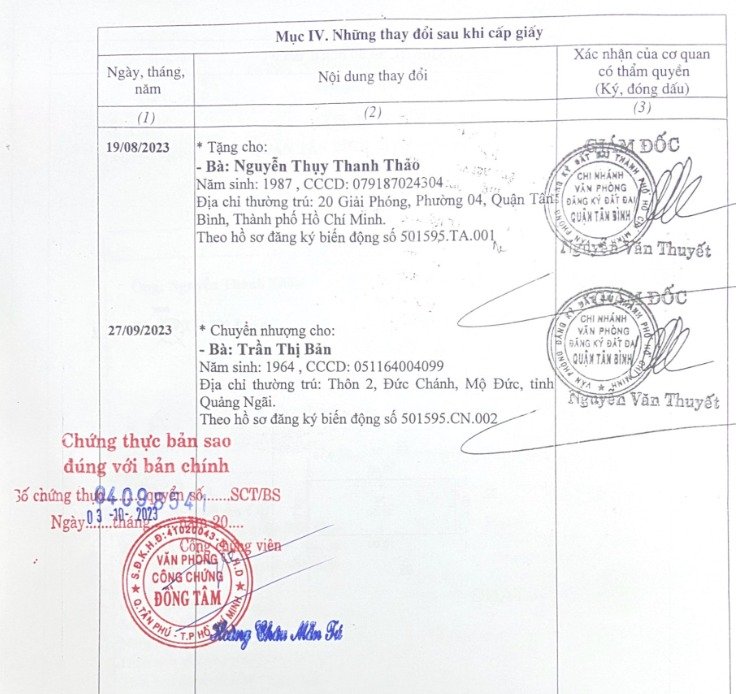 Mục IV. Những thay đổi sau khi cấp giấy
Ngày, tháng, năm
Nội dung thay đổi
Xác nhận của cơ quan
có thẩm quyền
(Ký, đóng dấu)
(1)
(2)
(3)
19/08/2023
* Tặng cho:
- Bà: Nguyễn Thụy Thanh Thảo
Năm sinh: 1987 , CCCD: 079187024304
Địa chỉ thường trú: 20 Giải Phóng, Phường 04, Quận Tân
Bình, Thành phố Hồ Chí Minh.
Theo hồ sơ đăng ký biến động số 501595.TA.001
GIÁM ĐỐC
CHI NHÁNH
VĂN PHÒNG
ĐĂNG KÝ ĐẤT ĐAI
QUẬN TÂN BÌNH
Nguyễn Văn Thuyết
27/09/2023
* Chuyển nhượng cho:
- Bà: Trần Thị Bản
Năm sinh: 1964 , CCCD: 051164004099
Địa chỉ thường trú: Thôn 2, Đức Chánh, Mộ Đức, tỉnh
Quảng Ngãi.
Theo hồ sơ đăng ký biến động số 501595.CN.002
GIÁM ĐỐC
CHI NHÁNH
VĂN PHÒNG
ĐĂNG KÝ ĐẤT ĐAI
QUẬN TÂN BÌNH
Nguyễn Văn Thuyết
Chứng thực bản sao
đúng với bản chính
Số chứng thực quyển số.......SCT/BS
Ngày 03 -10- 2023 tháng năm 20....
Công chứng viên
VĂN PHÒNG
CÔNG CHỨNG
ĐỒNG TÂM
Q.TÂN PHÚ - T.P HỒ CHÍ MINH
Hoàng Châu Mẫn Tú